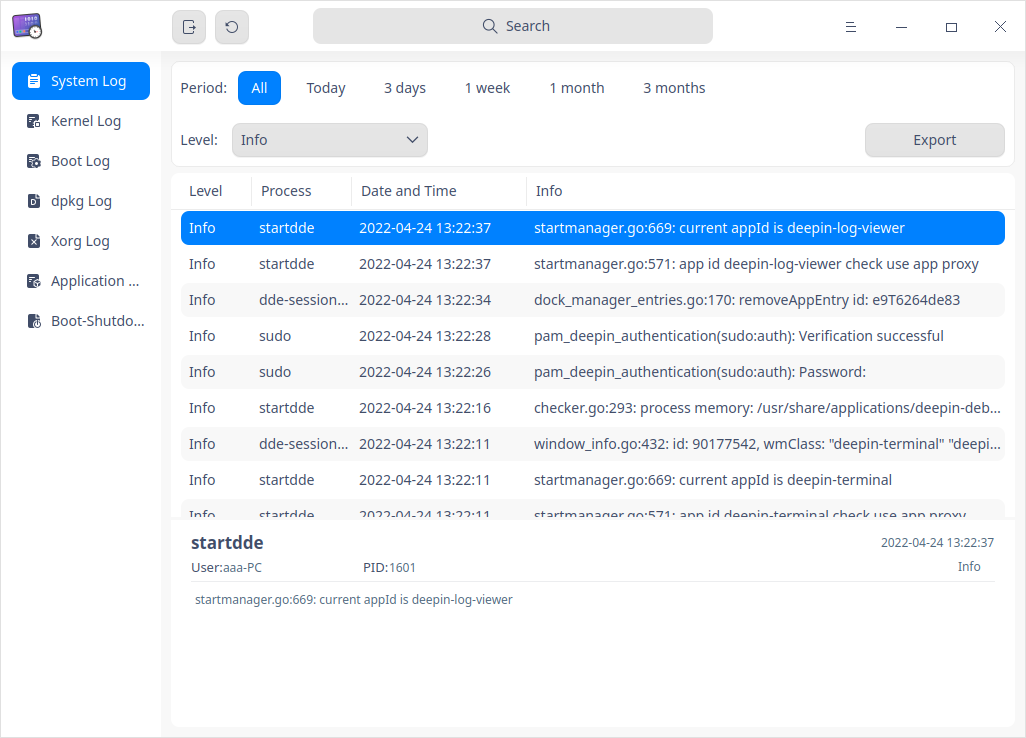 Search
System Log
Kernel Log
Boot Log
dpkg Log
Xorg Log
Application ...
Boot-Shutdo...
Period: All Today 3 days 1 week 1 month 3 months
Level: Info Export
Level Process Date and Time Info
Info startdde 2022-04-24 13:22:37 startmanager.go:669: current appId is deepin-log-viewer
Info startdde 2022-04-24 13:22:37 startmanager.go:571: app id deepin-log-viewer check use app proxy
Info dde-session... 2022-04-24 13:22:34 dock_manager_entries.go:170: removeAppEntry id: e9T6264de83
Info sudo 2022-04-24 13:22:28 pam_deepin_authentication(sudo:auth): Verification successful
Info sudo 2022-04-24 13:22:26 pam_deepin_authentication(sudo:auth): Password:
Info startdde 2022-04-24 13:22:16 checker.go:293: process memory: /usr/share/applications/deepin-deb...
Info dde-session... 2022-04-24 13:22:11 window_info.go:432: id: 90177542, wmClass: "deepin-terminal" "deepi...
Info startdde 2022-04-24 13:22:11 startmanager.go:669: current appId is deepin-terminal
Info startdde 2022-04-24 13:22:11 startmanager.go:571: app id deepin-terminal check use app proxy
startdde 2022-04-24 13:22:37
User:aaa-PC PID:1601 Info
startmanager.go:669: current appId is deepin-log-viewer